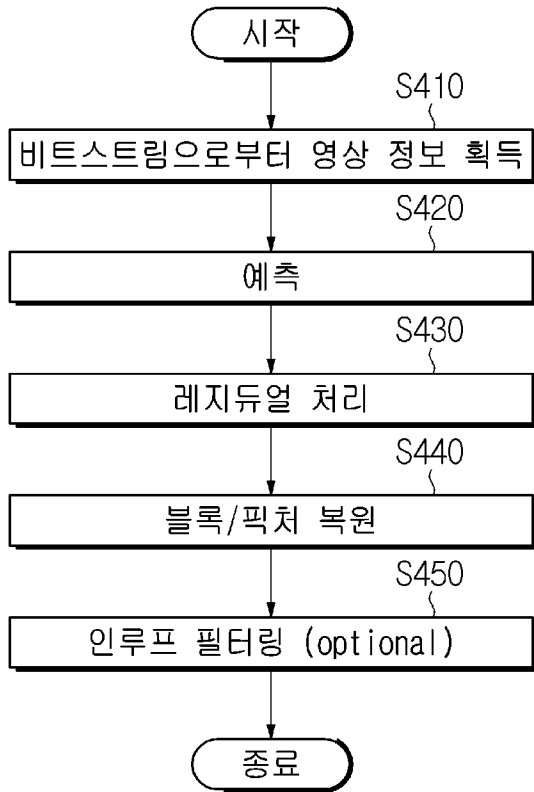 시작
S410
비트스트림으로부터 영상 정보 획득
S420
예측
S430
레지듀얼 처리
S440
블록/픽처 복원
S450
인루프 필터링 (optional)
종료